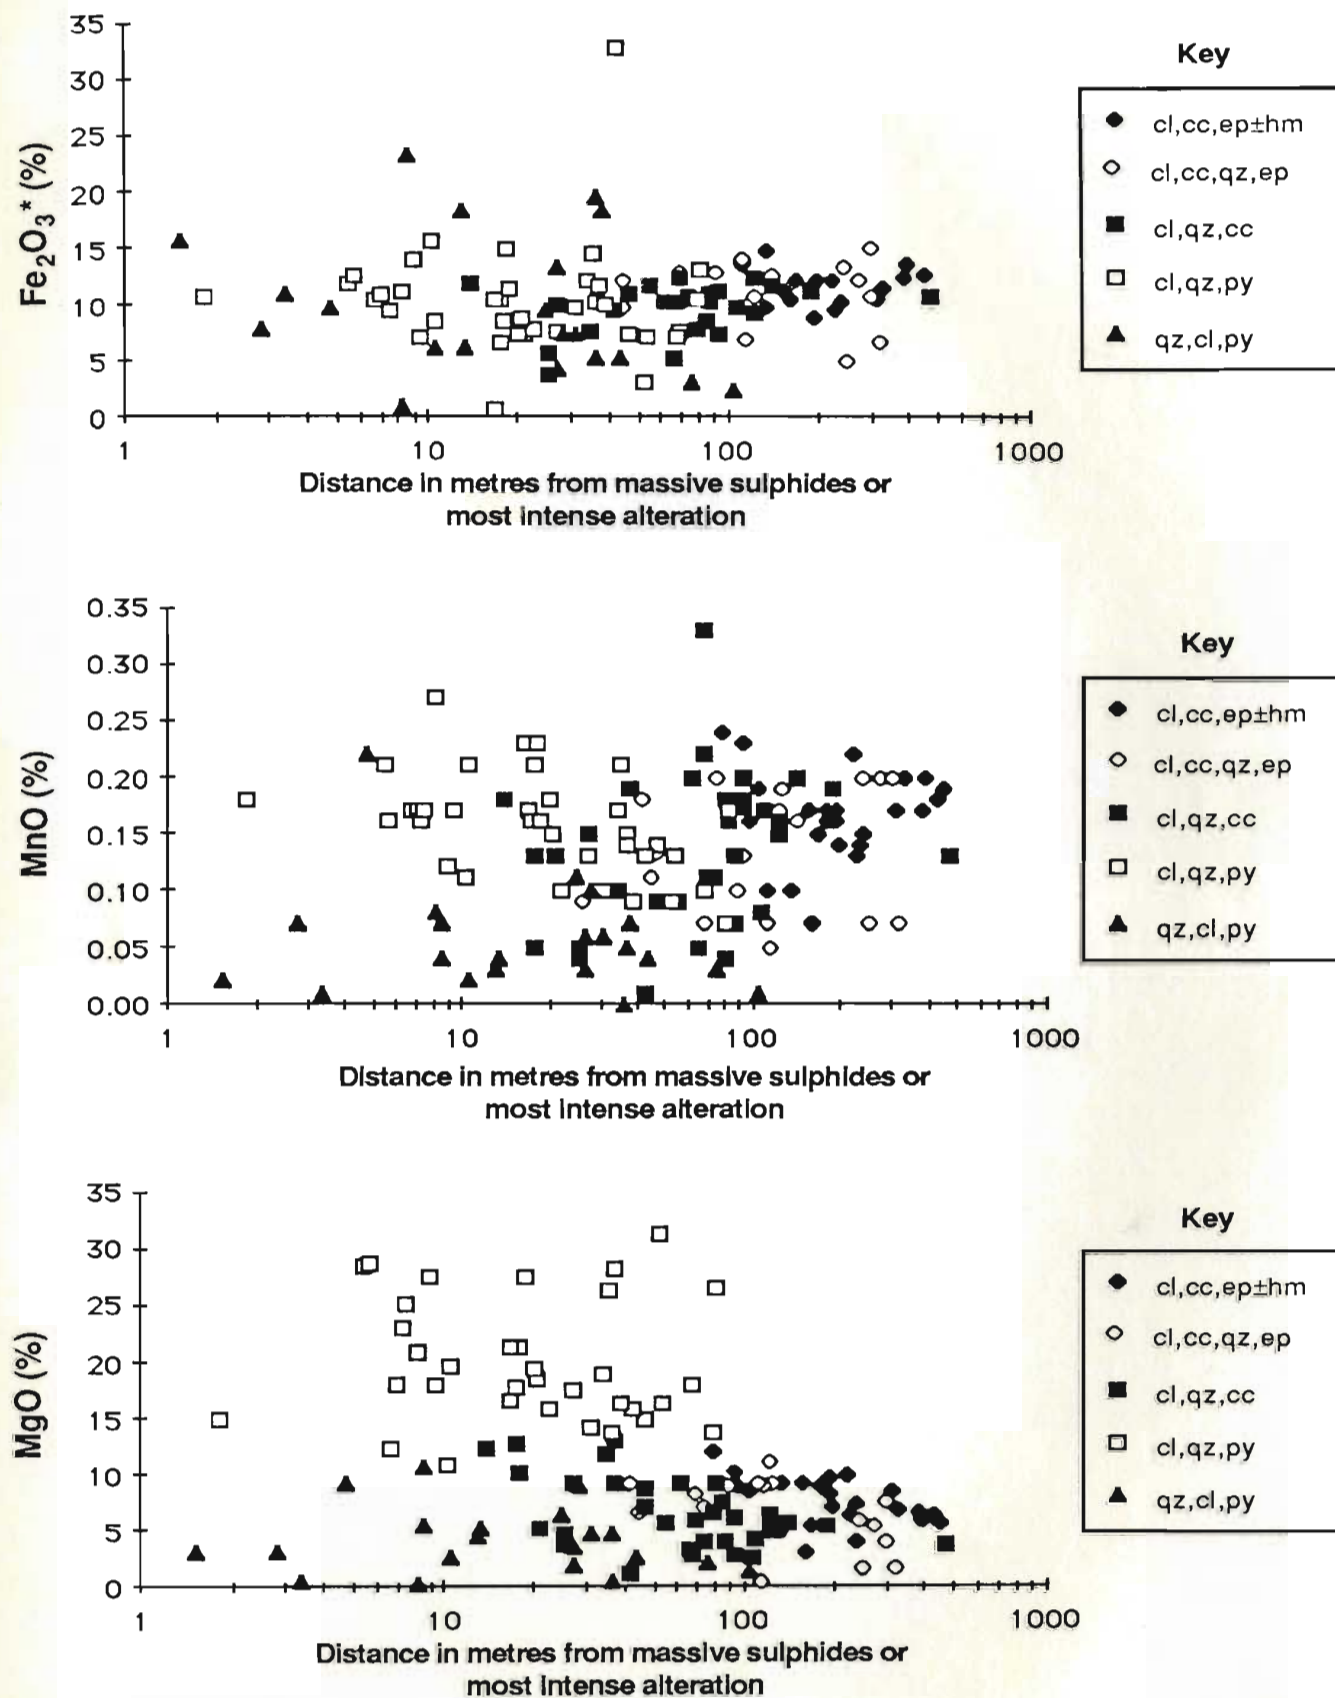 35
30
25
20
15
10
5
0
Fe2O3* (%)
1 10 100 1000
Distance in metres from massive sulphides or
most intense alteration
Key
cl,cc,ep±hm
cl,cc,qz,ep
cl,qz,cc
cl,qz,py
qz,cl,py
0.35
0.30
0.25
0.20
0.15
0.10
0.05
0.00
MnO (%)
1 10 100 1000
Distance in metres from massive sulphides or
most intense alteration
Key
cl,cc,ep±hm
cl,cc,qz,ep
cl,qz,cc
cl,qz,py
qz,cl,py
35
30
25
20
15
10
5
0
MgO (%)
1 10 100 1000
Distance in metres from massive sulphides or
most intense alteration
Key
cl,cc,ep±hm
cl,cc,qz,ep
cl,qz,cc
cl,qz,py
qz,cl,py